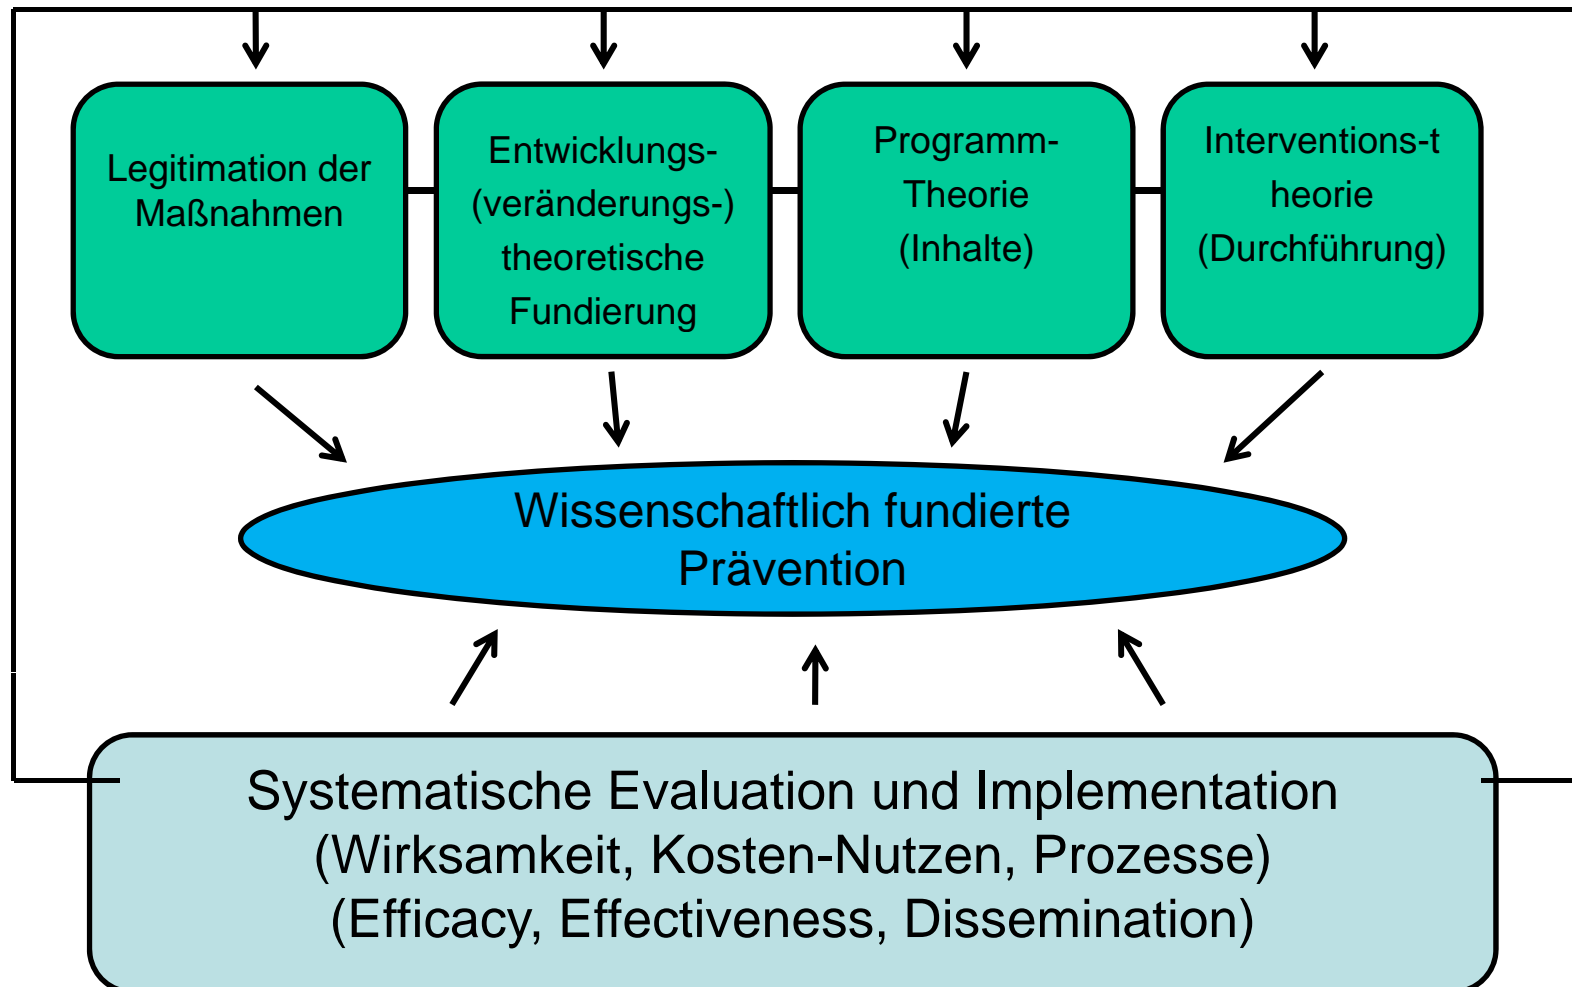 Legitimation der
Maßnahmen
Entwicklungs-
(veränderungs-)
theoretische
Fundierung
Programm-
Theorie
(Inhalte)
Interventions-t
heorie
(Durchführung)
Wissenschaftlich fundierte
Prävention
Systematische Evaluation und Implementation
(Wirksamkeit, Kosten-Nutzen, Prozesse)
(Efficacy, Effectiveness, Dissemination)